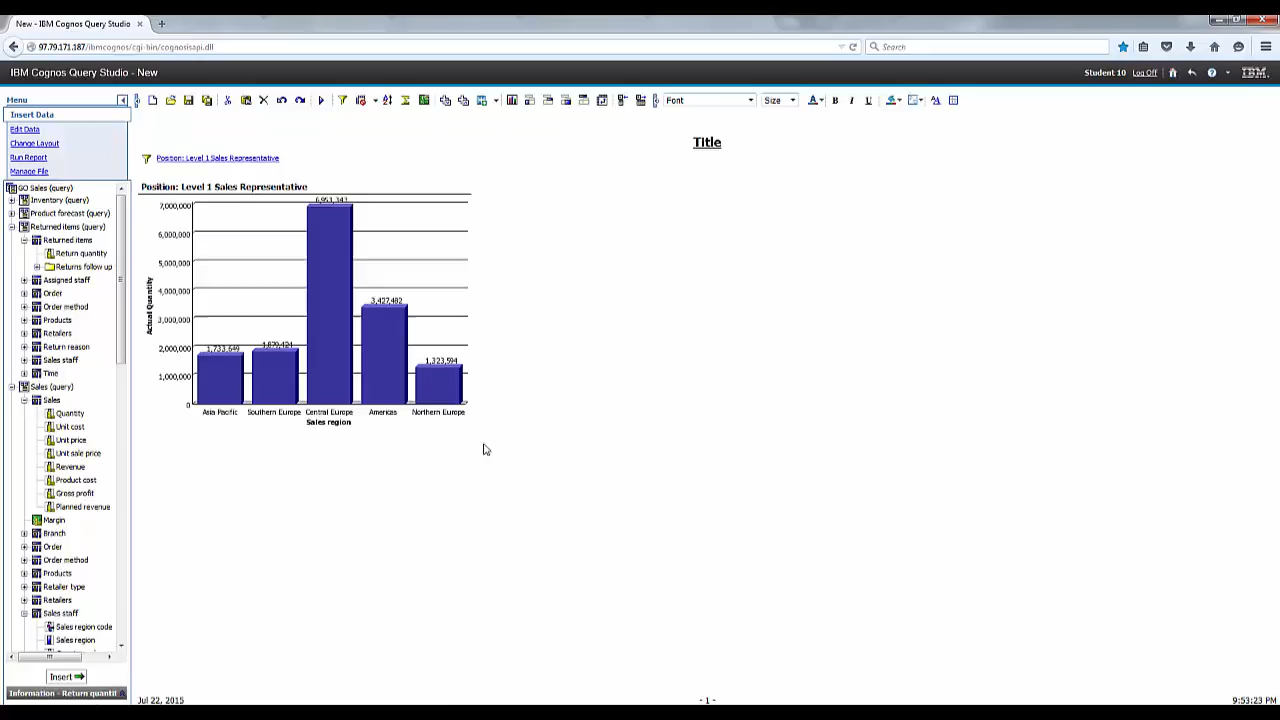 New - IBM Cognos Query Studio
97.79.171.187/ibmcognos/cgi-bin/cognosisapi.dll
Search
IBM Cognos Query Studio - New
Student 10
Log Off
IBM
Menu
Font
Size
Insert Data
Edit Data
Change Layout
Run Report
Manage File
GO Sales (query)
Inventory (query)
Product forecast (query)
Returned items (query)
Returned items
Return quantity
Returns follow up
Assigned staff
Order
Order method
Products
Retailers
Return reason
Sales staff
Time
Sales (query)
Sales
Quantity
Unit cost
Unit price
Unit sale price
Revenue
Product cost
Gross profit
Planned revenue
Margin
Branch
Order
Order method
Products
Retailer type
Retailers
Sales staff
Sales region code
Sales region
Insert
Information - Return quantit
Title
Position: Level 1 Sales Representative
Position: Level 1 Sales Representative
7,000,000
6,000,000
5,000,000
4,000,000
3,000,000
2,000,000
1,000,000
0
Actual Quantity
1,733,649
3,427,482
1,323,594
Asia Pacific
Southern Europe
Central Europe
Americas
Northern Europe
Sales region
Jul 22, 2015
- 1 -
9:53:23 PM